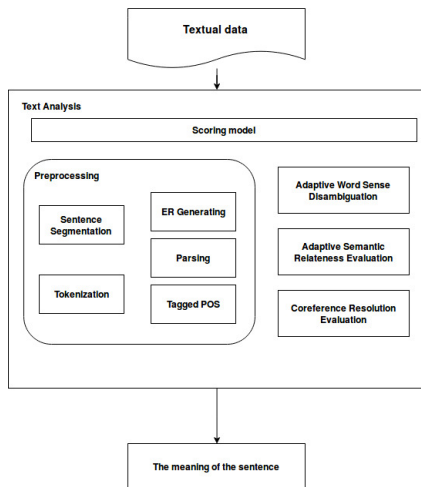 Textual data
Text Analysis
Scoring model
Preprocessing
Sentence
Segmentation
Tokenization
ER Generating
Parsing
Tagged POS
Adaptive Word Sense
Disambiguation
Adaptive Semantic
Relateness Evaluation
Coreference Resolution
Evaluation
The meaning of the sentence